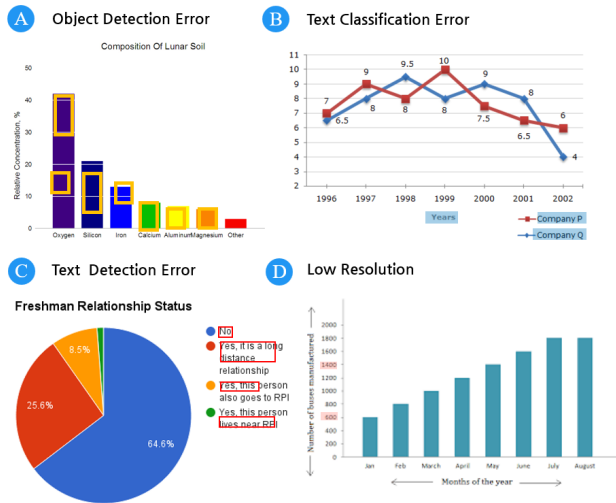 A Object Detection Error
Composition Of Lunar Soil
Relative Concentration, %
50
40
30
20
10
0
Oxygen Silicon Iron Calcium Aluminum Magnesium Other
B Text Classification Error
11
10
9
8
7
6
5
4
3
2
7 9 8 10 7.5 6.5 6
6.5 8 9.5 8 9 8 4
1996 1997 1998 1999 2000 2001 2002
Years
Company P
Company Q
C Text Detection Error
Freshman Relationship Status
64.6%
25.6%
8.5%
No
Yes, it is a long
distance
relationship
Yes, this person
also goes to RPI
Yes, this person
lives near RPI
D Low Resolution
Number of buses manufactured
2000
1800
1600
1400
1200
1000
800
600
400
200
0
Jan Feb March April May June July August
Months of the year